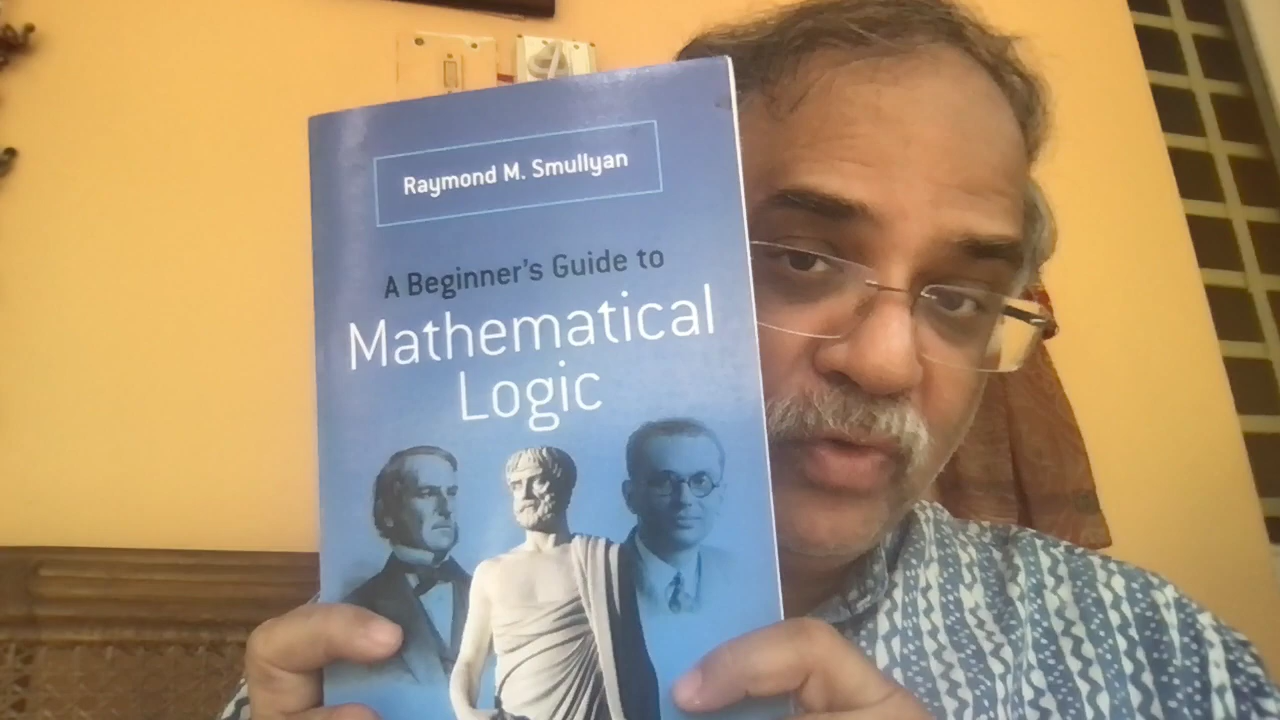 Raymond M. Smullyan
A Beginner's Guide to
Mathematical
Logic